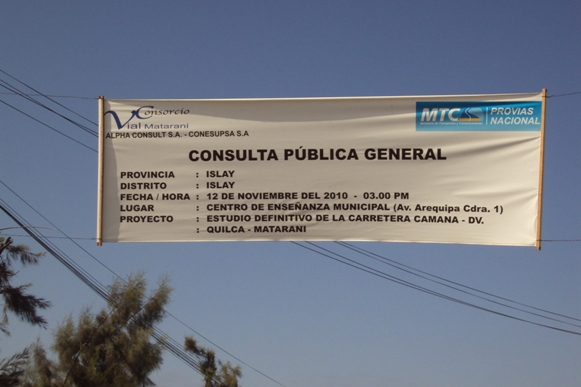 Consorcio
Vial Matarani
ALPHA CONSULT S.A. - CONESUPSA S.A
MTC PROVIAS
NACIONAL
CONSULTA PÚBLICA GENERAL
PROVINCIA : ISLAY
DISTRITO : ISLAY
FECHA / HORA : 12 DE NOVIEMBRE DEL 2010 - 03.00 PM
LUGAR : CENTRO DE ENSEÑANZA MUNICIPAL (Av. Arequipa Cdra. 1)
PROYECTO : ESTUDIO DEFINITIVO DE LA CARRETERA CAMANA - DV.
: QUILCA - MATARANI